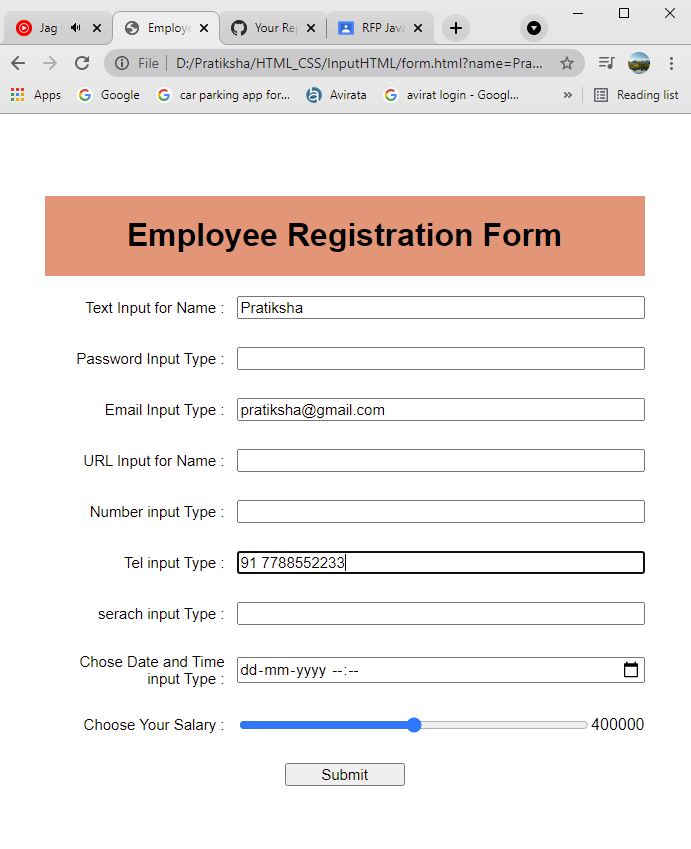 Jag
Employe
Your Rep
RFP Java
File | D:/Pratiksha/HTML_CSS/InputHTML/form.html?name=Pra...
Apps
Google
car parking app for...
Avirata
avirat login - Googl...
»
Reading list
Employee Registration Form
Text Input for Name : Pratiksha
Password Input Type :
Email Input Type : pratiksha@gmail.com
URL Input for Name :
Number input Type :
Tel input Type : 91 7788552233
serach input Type :
Chose Date and Time
input Type : dd-mm-yyyy --:--
Choose Your Salary : 400000
Submit